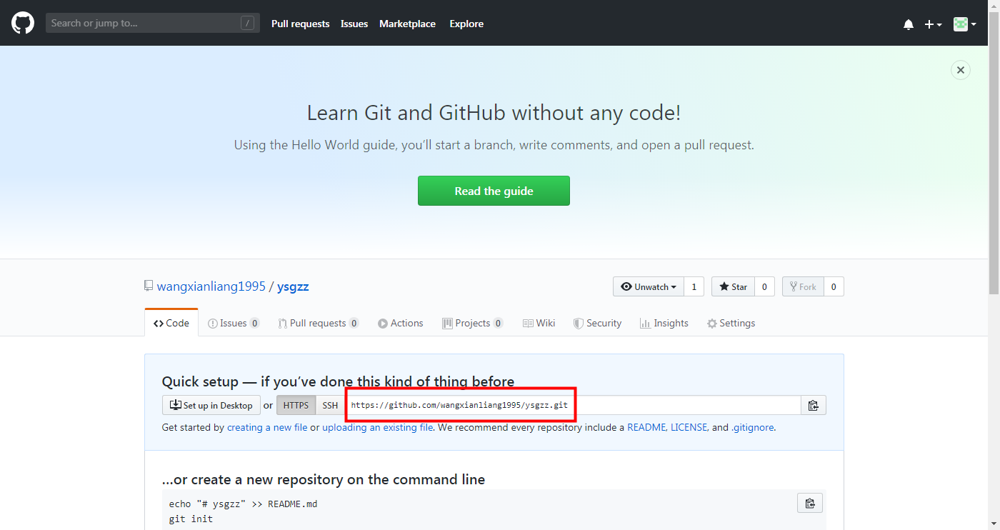 Search or jump to... /
Pull requests Issues Marketplace Explore
Learn Git and GitHub without any code!
Using the Hello World guide, you’ll start a branch, write comments, and open a pull request.
Read the guide
wangxianliang1995 / ysgzz
Unwatch 1 Star 0 Fork 0
Code Issues 0 Pull requests 0 Actions Projects 0 Wiki Security Insights Settings
Quick setup — if you’ve done this kind of thing before
Set up in Desktop or HTTPS SSH https://github.com/wangxianliang1995/ysgzz.git
Get started by creating a new file or uploading an existing file. We recommend every repository include a README, LICENSE, and .gitignore.
…or create a new repository on the command line
echo "# ysgzz" >> README.md
git init